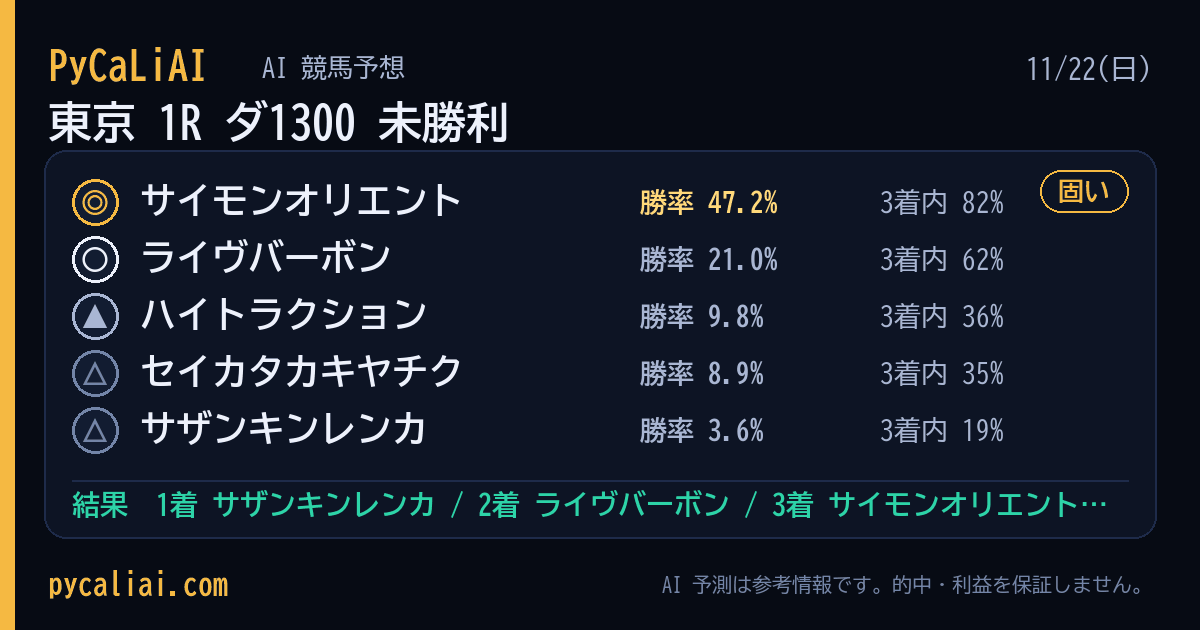 PyCaLiAI AI 競馬予想 11/22(日)
東京 1R ダ1300 未勝利
◎ サイモンオリエント 勝率 47.2% 3着内 82% 固い
○ ライヴバーボン 勝率 21.0% 3着内 62%
▲ ハイトラクション 勝率 9.8% 3着内 36%
△ セイカタカキヤチク 勝率 8.9% 3着内 35%
△ サザンキンレンカ 勝率 3.6% 3着内 19%
結果 1着 サザンキンレンカ / 2着 ライヴバーボン / 3着 サイモンオリエント…
pycaliai.com AI 予測は参考情報です。的中・利益を保証しません。